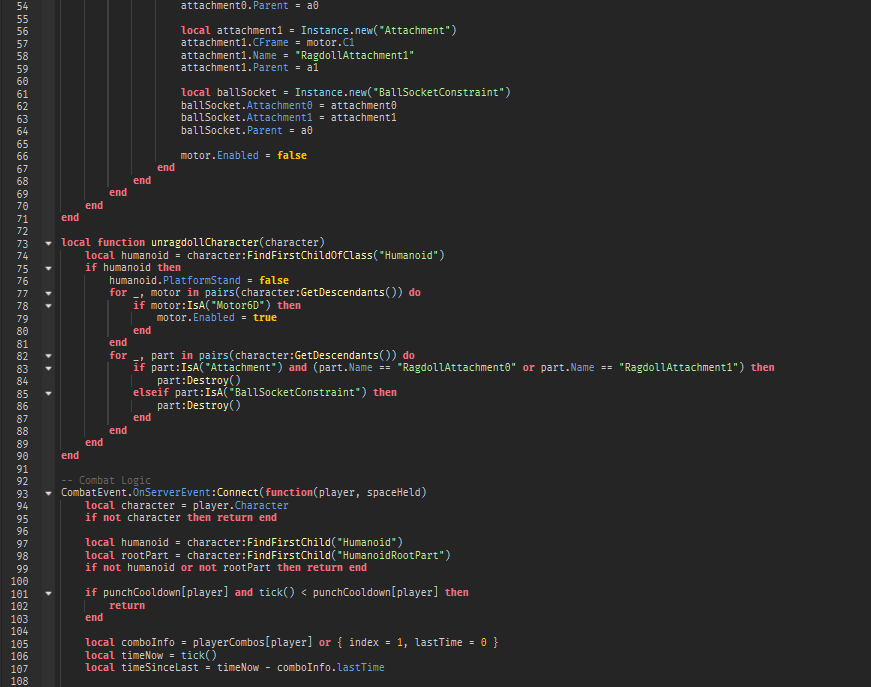 54 attachment0.Parent = a0
55
56 local attachment1 = Instance.new("Attachment")
57 attachment1.CFrame = motor.C1
58 attachment1.Name = "RagdollAttachment1"
59 attachment1.Parent = a1
60
61 local ballSocket = Instance.new("BallSocketConstraint")
62 ballSocket.Attachment0 = attachment0
63 ballSocket.Attachment1 = attachment1
64 ballSocket.Parent = a0
65
66 motor.Enabled = false
67 end
68 end
69 end
70 end
71 end
72
73 local function unragdollCharacter(character)
74 local humanoid = character:FindFirstChildOfClass("Humanoid")
75 if humanoid then
76 humanoid.PlatformStand = false
77 for _, motor in pairs(character:GetDescendants()) do
78 if motor:IsA("Motor6D") then
79 motor.Enabled = true
80 end
81 end
82 for _, part in pairs(character:GetDescendants()) do
83 if part:IsA("Attachment") and (part.Name == "RagdollAttachment0" or part.Name == "RagdollAttachment1") then
84 part:Destroy()
85 elseif part:IsA("BallSocketConstraint") then
86 part:Destroy()
87 end
88 end
89 end
90 end
91
92 -- Combat Logic
93 CombatEvent.OnServerEvent:Connect(function(player, spaceHeld)
94 local character = player.Character
95 if not character then return end
96
97 local humanoid = character:FindFirstChild("Humanoid")
98 local rootPart = character:FindFirstChild("HumanoidRootPart")
99 if not humanoid or not rootPart then return end
100
101 if punchCooldown[player] and tick() < punchCooldown[player] then
102 return
103 end
104
105 local comboInfo = playerCombos[player] or { index = 1, lastTime = 0 }
106 local timeNow = tick()
107 local timeSinceLast = timeNow - comboInfo.lastTime
108